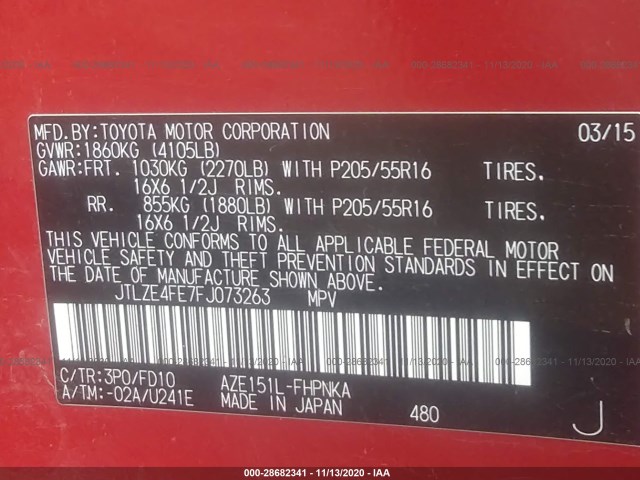 MFD.BY:TOYOTA MOTOR CORPORATION 03/15
GVWR:1860KG (4105LB)
GAWR:FRT. 1030KG (2270LB) WITH P205/55R16 TIRES.
16X6 1/2J RIMS.
RR. 855KG (1880LB) WITH P205/55R16 TIRES.
16X6 1/2J RIMS.
THIS VEHICLE CONFORMS TO ALL APPLICABLE FEDERAL MOTOR
VEHICLE SAFETY AND THEFT PREVENTION STANDARDS IN EFFECT ON
THE DATE OF MANUFACTURE SHOWN ABOVE.
JTLZE4FE7FJ073263 MPV
C/TR:3P0/FD10 AZE151L-FHPNKA
A/TM:-02A/U241E MADE IN JAPAN 480 J
000-28682341 - 11/13/2020 - IAA